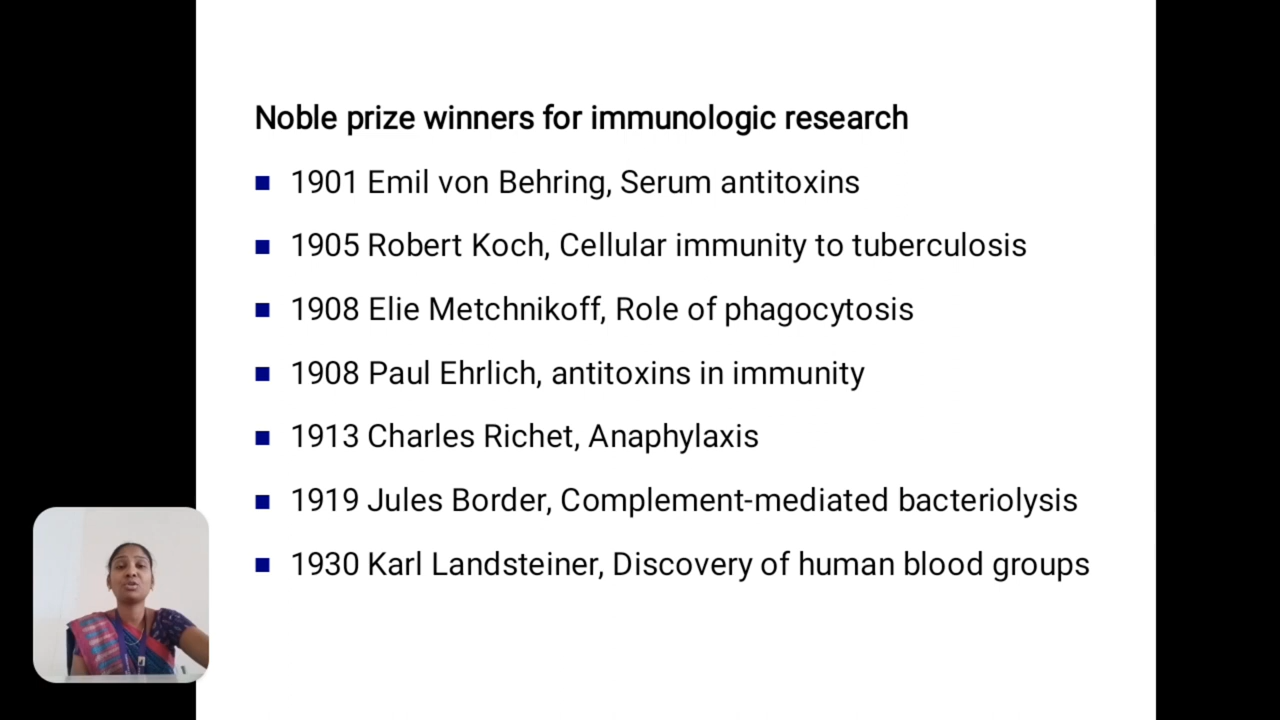 Noble prize winners for immunologic research
1901 Emil von Behring, Serum antitoxins
1905 Robert Koch, Cellular immunity to tuberculosis
1908 Elie Metchnikoff, Role of phagocytosis
1908 Paul Ehrlich, antitoxins in immunity
1913 Charles Richet, Anaphylaxis
1919 Jules Border, Complement-mediated bacteriolysis
1930 Karl Landsteiner, Discovery of human blood groups